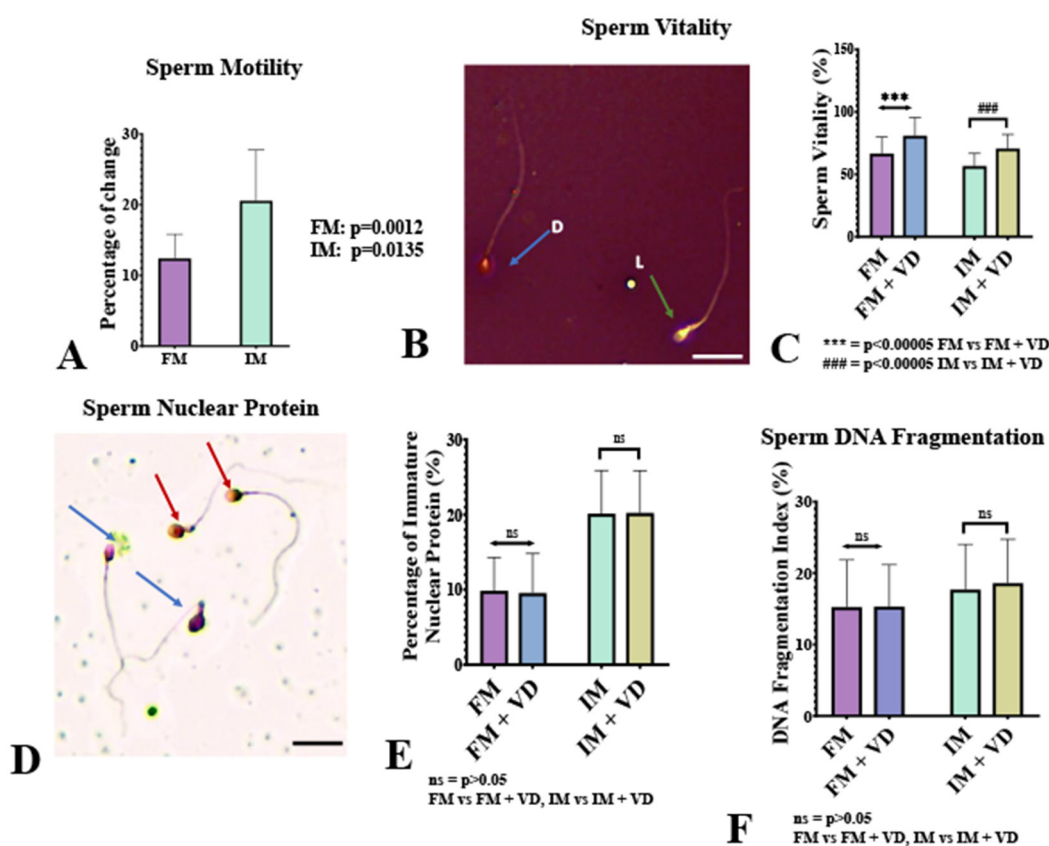 Sperm Motility
Percentage of change
30
20
10
0
FM
IM
FM: p=0.0012
IM: p=0.0135
A
Sperm Vitality
D
L
B
Sperm Vitality (%)
150
100
50
0
***
###
FM
FM + VD
IM
IM + VD
C
*** = p<.00005 FM vs FM + VD
### = p<.00005 IM vs IM + VD
Sperm Nuclear Protein
D
Percentage of Immature
Nuclear Protein (%)
30
20
10
0
ns
ns
FM
FM + VD
IM
IM + VD
E
ns = p>0.05
FM vs FM + VD, IM vs IM + VD
Sperm DNA Fragmentation
DNA Fragmentation Index (%)
30
20
10
0
ns
ns
FM
FM + VD
IM
IM + VD
F
ns = p>0.05
FM vs FM + VD, IM vs IM + VD